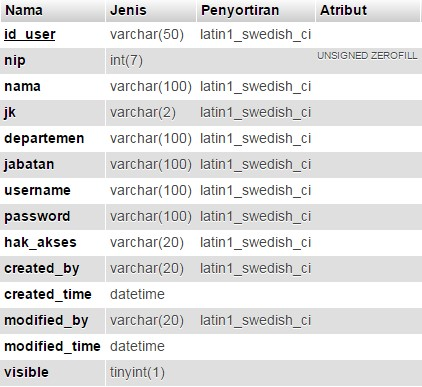 Nama Jenis Penyortiran Atribut
id_user varchar(50) latin1_swedish_ci
nip int(7) UNSIGNED ZEROFILL
nama varchar(100) latin1_swedish_ci
jk varchar(2) latin1_swedish_ci
departemen varchar(100) latin1_swedish_ci
jabatan varchar(100) latin1_swedish_ci
username varchar(100) latin1_swedish_ci
password varchar(100) latin1_swedish_ci
hak_akses varchar(20) latin1_swedish_ci
created_by varchar(20) latin1_swedish_ci
created_time datetime
modified_by varchar(20) latin1_swedish_ci
modified_time datetime
visible tinyint(1)